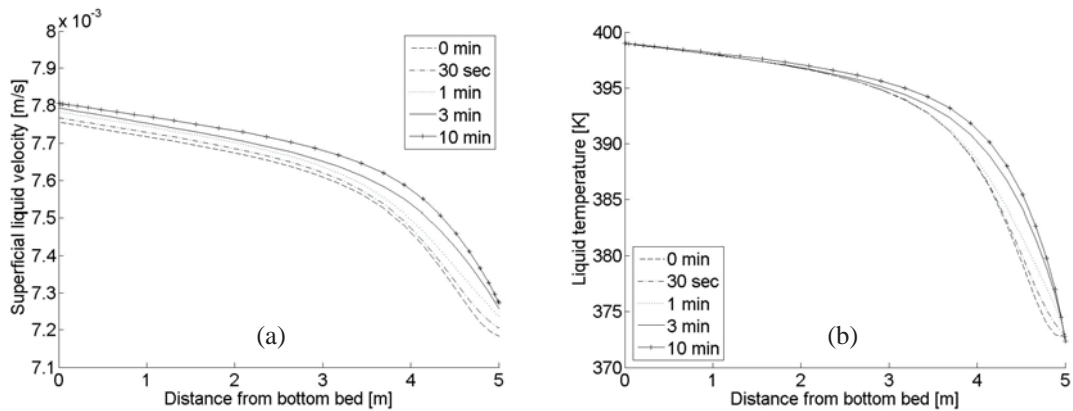 x 10⁻³
8
7.9
7.8
7.7
7.6
7.5
7.4
7.3
7.2
7.1
0 1 2 3 4 5
Superficial liquid velocity [m/s]
Distance from bottom bed [m]
0 min
30 sec
1 min
3 min
10 min
(a)
400
395
390
385
380
375
370
0 1 2 3 4 5
Liquid temperature [K]
Distance from bottom bed [m]
0 min
30 sec
1 min
3 min
10 min
(b)